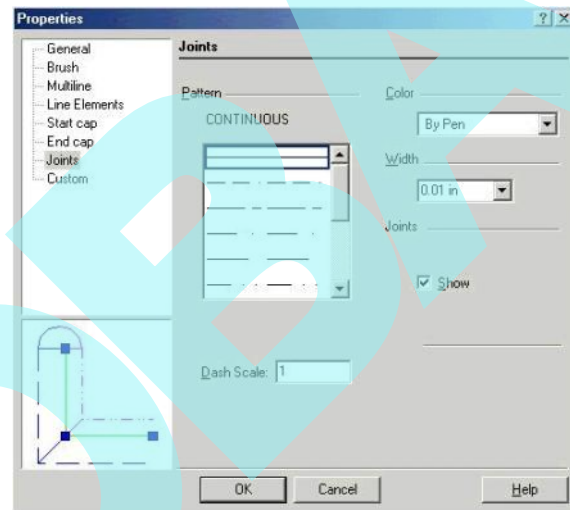 Properties
General
Brush
Multiline
Line Elements
Start cap
End cap
Joints
Custom
Joints
Pattern
CONTINUOUS
Dash Scale: 1
Color
By Pen
Width
0.01 in
Joints
Show
OK Cancel Help